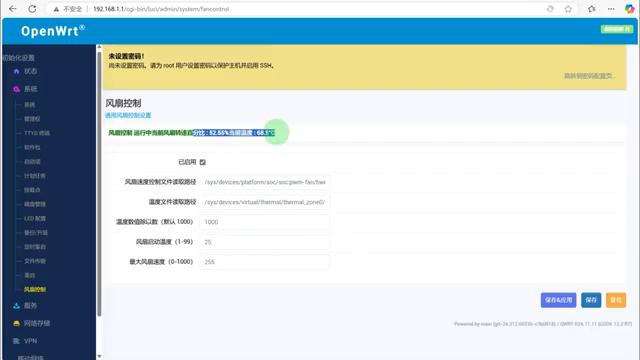 不安全 192.168.1.1/cgi-bin/luci/admin/system/fancontrol
OpenWrt®
初始化设置
状态
系统
系统
管理权
TTYD 终端
软件包
启动项
计划任务
挂载点
磁盘管理
LED 配置
备份/升级
定时重启
文件传输
重启
风扇控制
服务
网络存储
VPN
未设置密码！
尚未设置密码。请为 root 用户设置密码以保护主机并启用 SSH。
跳转到密码配置页...
风扇控制
通用风扇控制设置
风扇控制 运行中当前风扇转速百分比 : 52.55%当前温度 : 68.1°C
已启用
风扇速度控制文件读取路径 /sys/devices/platform/soc/soc:pwm-fan/hwr
温度文件读取路径 /sys/devices/virtual/thermal/thermal_zone0/
温度数值除以数（默认 1000） 1000
风扇启动温度（1-99） 25
最大风扇速度（0-1000） 255
保存&应用 保存 复位